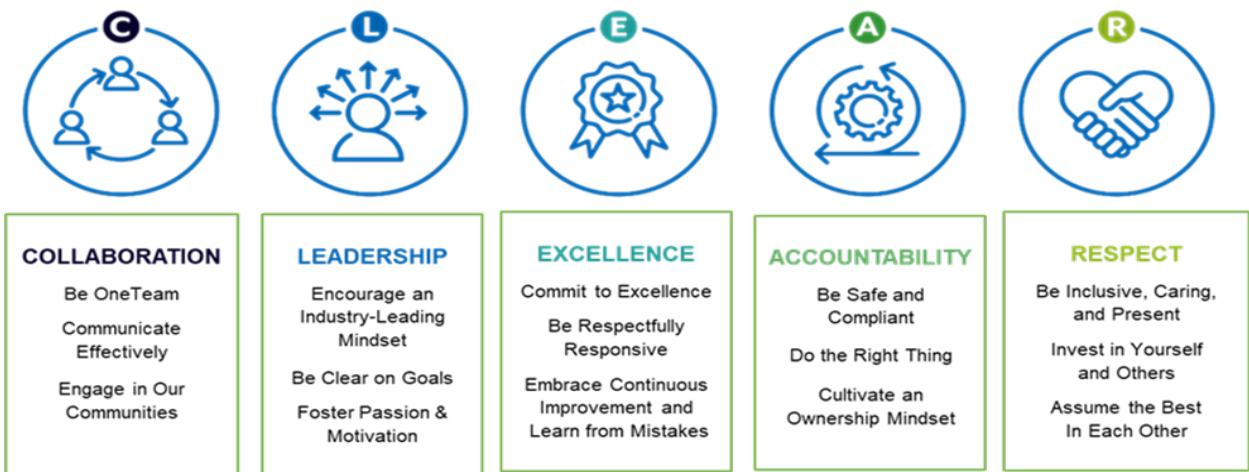 C
L
E
A
R
COLLABORATION
Be OneTeam
Communicate
Effectively
Engage in Our
Communities
LEADERSHIP
Encourage an
Industry-Leading
Mindset
Be Clear on Goals
Foster Passion &
Motivation
EXCELLENCE
Commit to Excellence
Be Respectfully
Responsive
Embrace Continuous
Improvement and
Learn from Mistakes
ACCOUNTABILITY
Be Safe and
Compliant
Do the Right Thing
Cultivate an
Ownership Mindset
RESPECT
Be Inclusive, Caring,
and Present
Invest in Yourself
and Others
Assume the Best
In Each Other